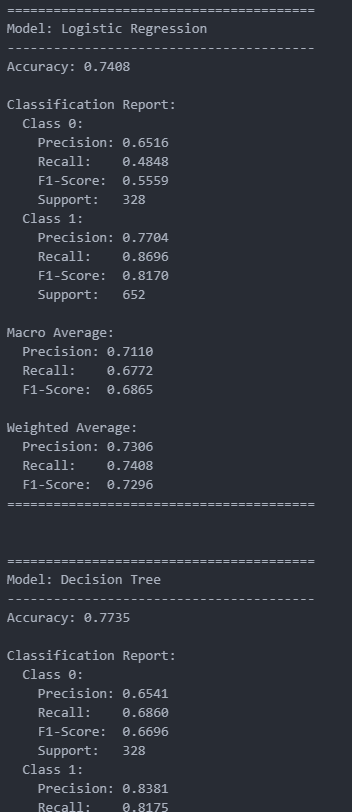 ========================================
Model: Logistic Regression
----------------------------------------
Accuracy: 0.7408
Classification Report:
Class 0:
Precision: 0.6516
Recall: 0.4848
F1-Score: 0.5559
Support: 328
Class 1:
Precision: 0.7704
Recall: 0.8696
F1-Score: 0.8170
Support: 652
Macro Average:
Precision: 0.7110
Recall: 0.6772
F1-Score: 0.6865
Weighted Average:
Precision: 0.7306
Recall: 0.7408
F1-Score: 0.7296
========================================
========================================
Model: Decision Tree
----------------------------------------
Accuracy: 0.7735
Classification Report:
Class 0:
Precision: 0.6541
Recall: 0.6860
F1-Score: 0.6696
Support: 328
Class 1:
Precision: 0.8381
Recall: 0.8175